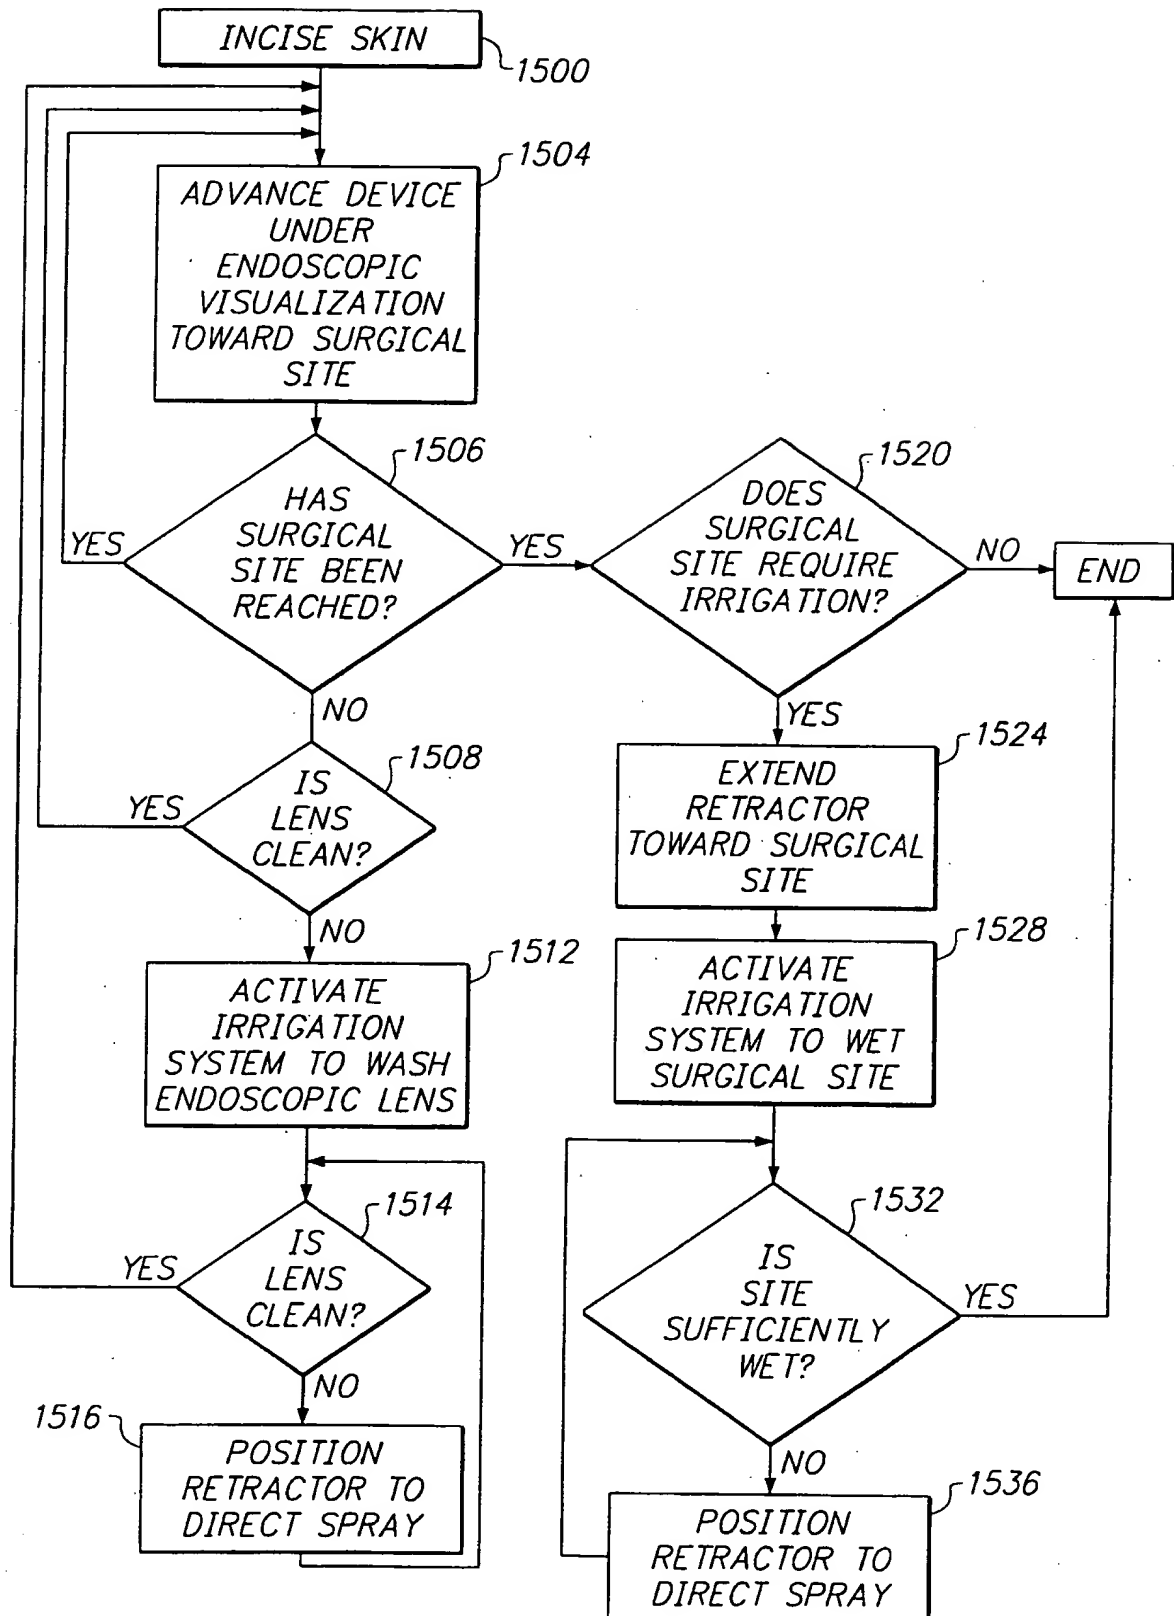 INCISE SKIN
1500
1504
ADVANCE DEVICE
UNDER
ENDOSCOPIC
VISUALIZATION
TOWARD SURGICAL
SITE
1506
HAS
SURGICAL
SITE BEEN
REACHED?
YES
YES
NO
1520
DOES
SURGICAL
SITE REQUIRE
IRRIGATION?
NO
END
YES
1508
IS
LENS
CLEAN?
YES
NO
1524
EXTEND
RETRACTOR
TOWARD SURGICAL
SITE
1512
ACTIVATE
IRRIGATION
SYSTEM TO WASH
ENDOSCOPIC LENS
1528
ACTIVATE
IRRIGATION
SYSTEM TO WET
SURGICAL SITE
1514
IS
LENS
CLEAN?
YES
NO
1532
IS
SITE
SUFFICIENTLY
WET?
YES
NO
1516
POSITION
RETRACTOR TO
DIRECT SPRAY
1536
POSITION
RETRACTOR TO
DIRECT SPRAY